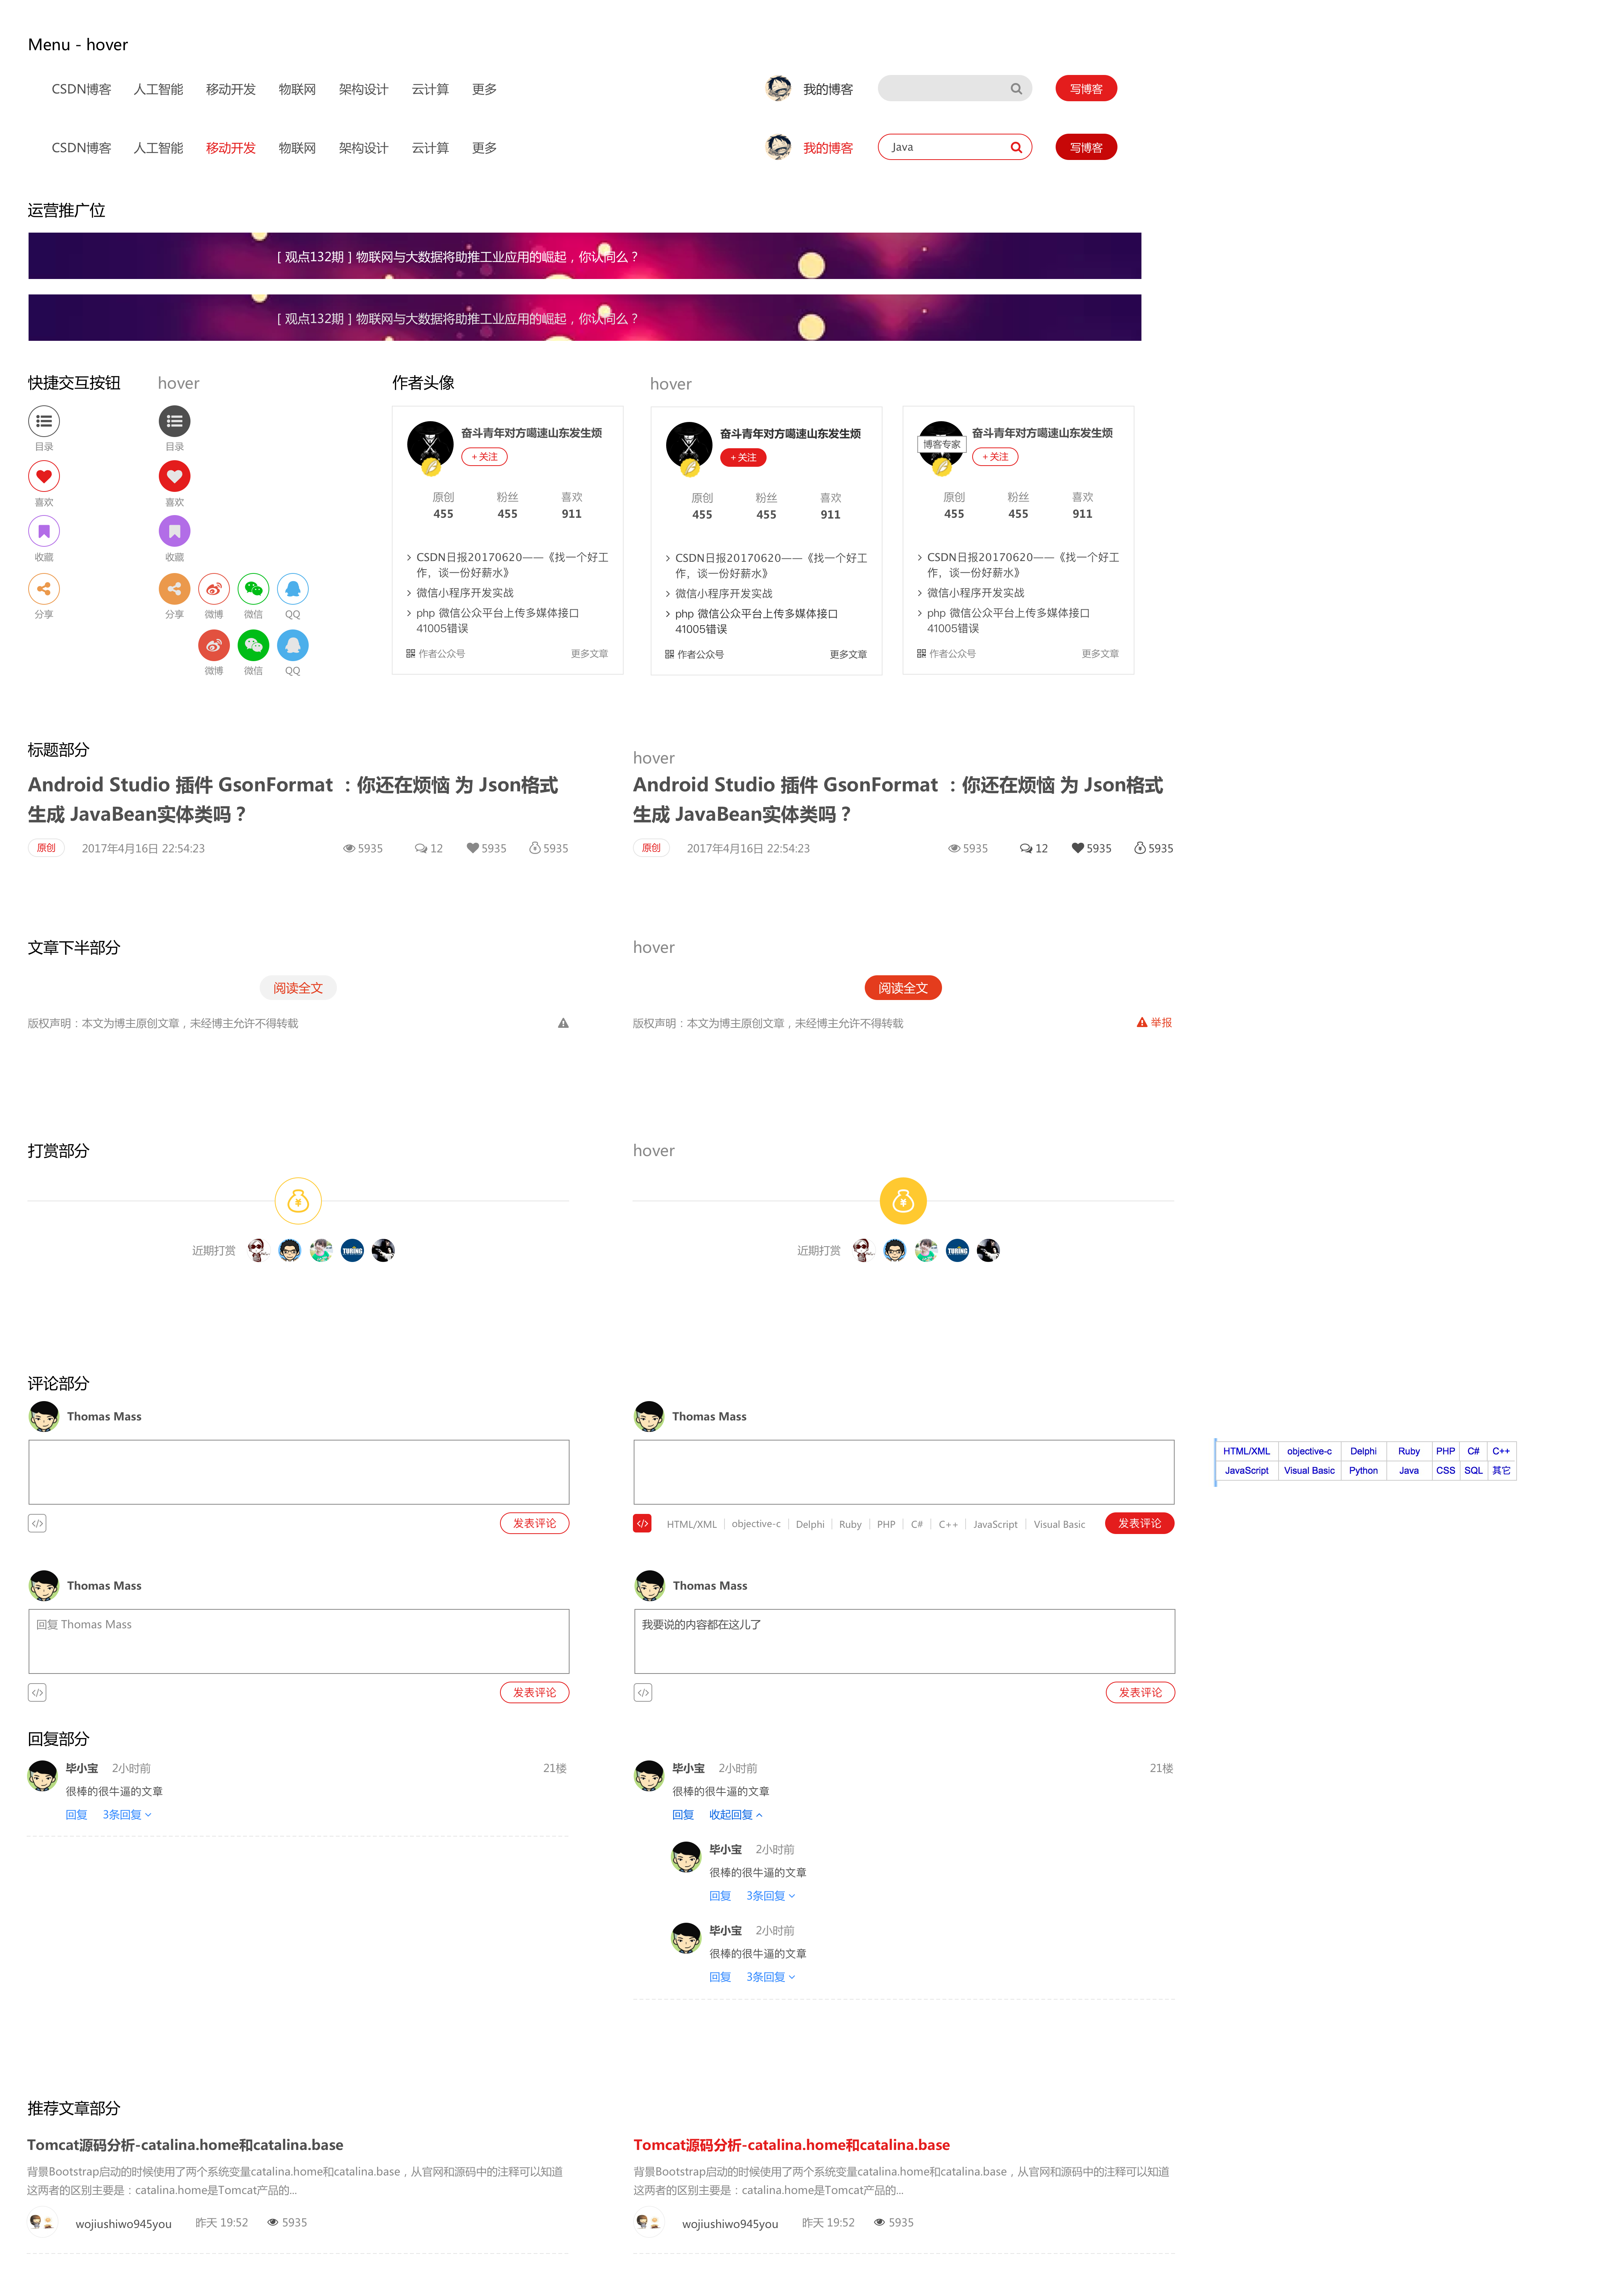 Menu - hover
CSDN博客 人工智能 移动开发 物联网 架构设计 云计算 更多 我的博客 写博客
CSDN博客 人工智能 移动开发 物联网 架构设计 云计算 更多 我的博客 Java 写博客
运营推广位
[ 观点132期 ] 物联网与大数据将助推工业应用的崛起，你认同么？
[ 观点132期 ] 物联网与大数据将助推工业应用的崛起，你认同么？
快捷交互按钮 hover
目录 目录
喜欢 喜欢
收藏 收藏
分享 分享 微博 微信 QQ
微博 微信 QQ
作者头像 hover
奋斗青年对方噶速山东发生烦
+ 关注
原创 粉丝 喜欢
455 455 911
CSDN日报20170620——《找一个好工
作，谈一份好薪水》
微信小程序开发实战
php 微信公众平台上传多媒体接口
41005错误
作者公众号 更多文章
奋斗青年对方噶速山东发生烦
+ 关注
原创 粉丝 喜欢
455 455 911
CSDN日报20170620——《找一个好工
作，谈一份好薪水》
微信小程序开发实战
php 微信公众平台上传多媒体接口
41005错误
作者公众号 更多文章
奋斗青年对方噶速山东发生烦
博客专家
+ 关注
原创 粉丝 喜欢
455 455 911
CSDN日报20170620——《找一个好工
作，谈一份好薪水》
微信小程序开发实战
php 微信公众平台上传多媒体接口
41005错误
作者公众号 更多文章
标题部分
Android Studio 插件 GsonFormat ：你还在烦恼 为 Json格式
生成 JavaBean实体类吗？
原创 2017年4月16日 22:54:23 5935 12 5935 5935
hover
Android Studio 插件 GsonFormat ：你还在烦恼 为 Json格式
生成 JavaBean实体类吗？
原创 2017年4月16日 22:54:23 5935 12 5935 5935
文章下半部分
阅读全文
版权声明：本文为博主原创文章，未经博主允许不得转载
hover
阅读全文
版权声明：本文为博主原创文章，未经博主允许不得转载 举报
打赏部分
近期打赏 TURING
hover
近期打赏 TURING
评论部分
Thomas Mass
</> 发表评论
Thomas Mass
</> HTML/XML objective-c Delphi Ruby PHP C# C++ JavaScript Visual Basic 发表评论
HTML/XML objective-c Delphi Ruby PHP C# C++
JavaScript Visual Basic Python Java CSS SQL 其它
Thomas Mass
回复 Thomas Mass
</> 发表评论
Thomas Mass
我要说的内容都在这儿了
</> 发表评论
回复部分
毕小宝 2小时前 21楼
很棒的很牛逼的文章
回复 3条回复
毕小宝 2小时前 21楼
很棒的很牛逼的文章
回复 收起回复
毕小宝 2小时前
很棒的很牛逼的文章
回复 3条回复
毕小宝 2小时前
很棒的很牛逼的文章
回复 3条回复
推荐文章部分
Tomcat源码分析-catalina.home和catalina.base
背景Bootstrap启动的时候使用了两个系统变量catalina.home和catalina.base，从官网和源码中的注释可以知道
这两者的区别主要是：catalina.home是Tomcat产品的...
wojiushiwo945you 昨天 19:52 5935
Tomcat源码分析-catalina.home和catalina.base
背景Bootstrap启动的时候使用了两个系统变量catalina.home和catalina.base，从官网和源码中的注释可以知道
这两者的区别主要是：catalina.home是Tomcat产品的...
wojiushiwo945you 昨天 19:52 5935